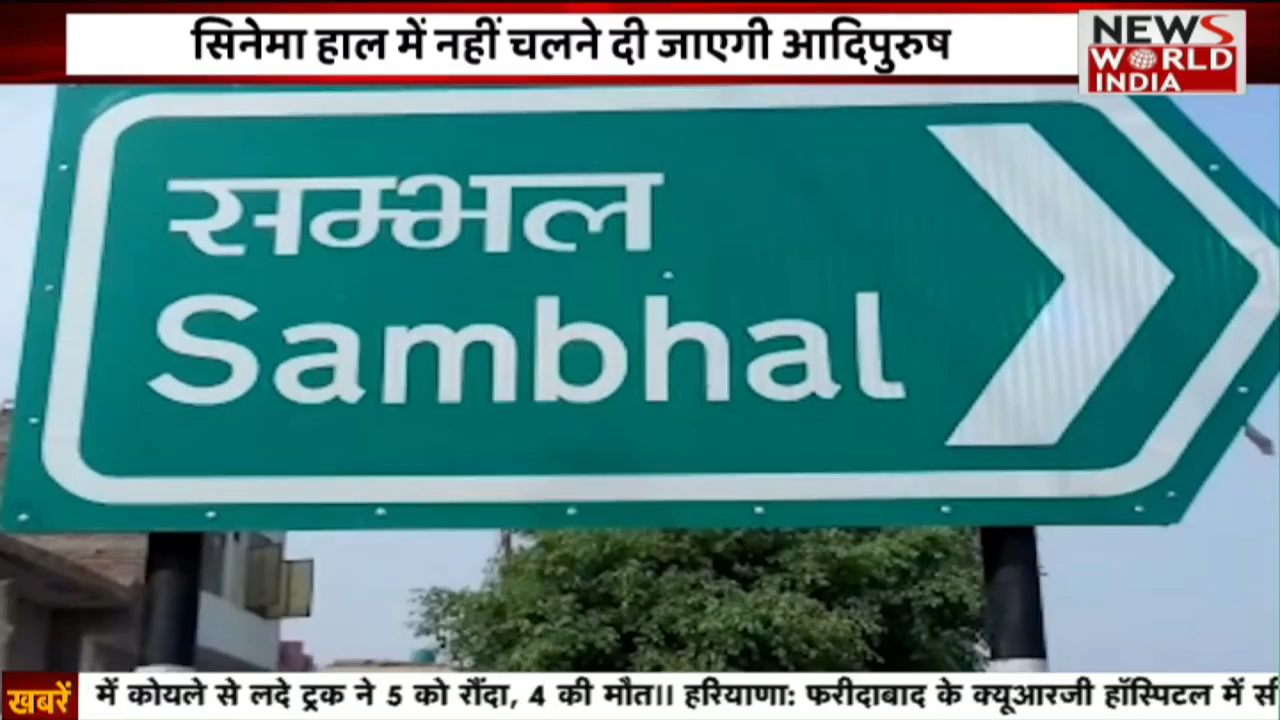 सिनेमा हाल में नहीं चलने दी जाएगी आदिपुरुष
NEWS
WORLD
INDIA
सम्भल
Sambhal
खबरें
में कोयले से लदे ट्रक ने 5 को रौंदा, 4 की मौत।। हरियाणा: फरीदाबाद के क्यूआरजी हॉस्पिटल में